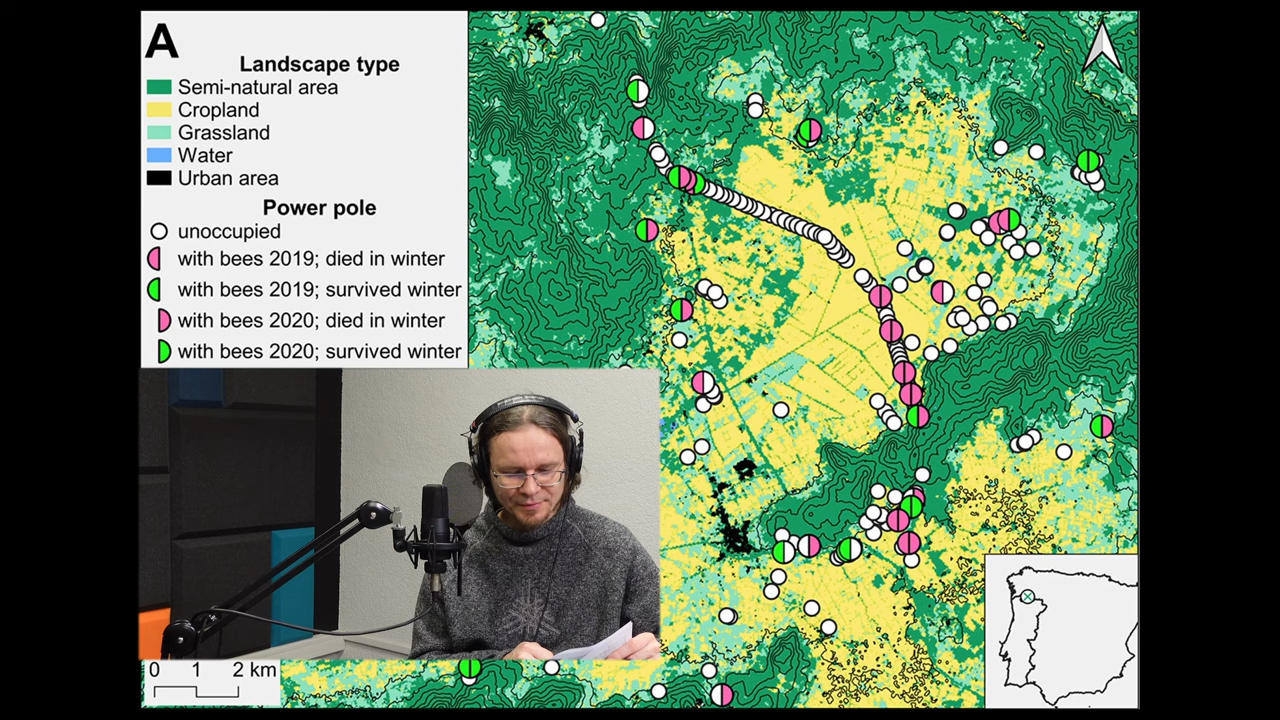 A
Landscape type
Semi-natural area
Cropland
Grassland
Water
Urban area
Power pole
unoccupied
with bees 2019; died in winter
with bees 2019; survived winter
with bees 2020; died in winter
with bees 2020; survived winter
0 1 2 km